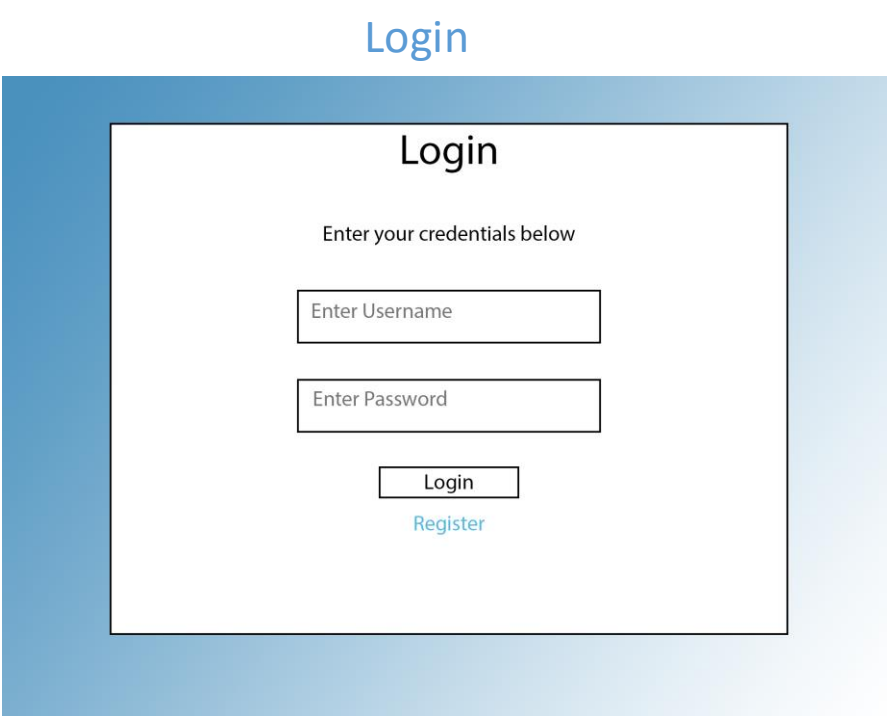 Login
Login
Enter your credentials below
Enter Username
Enter Password
Login
Register